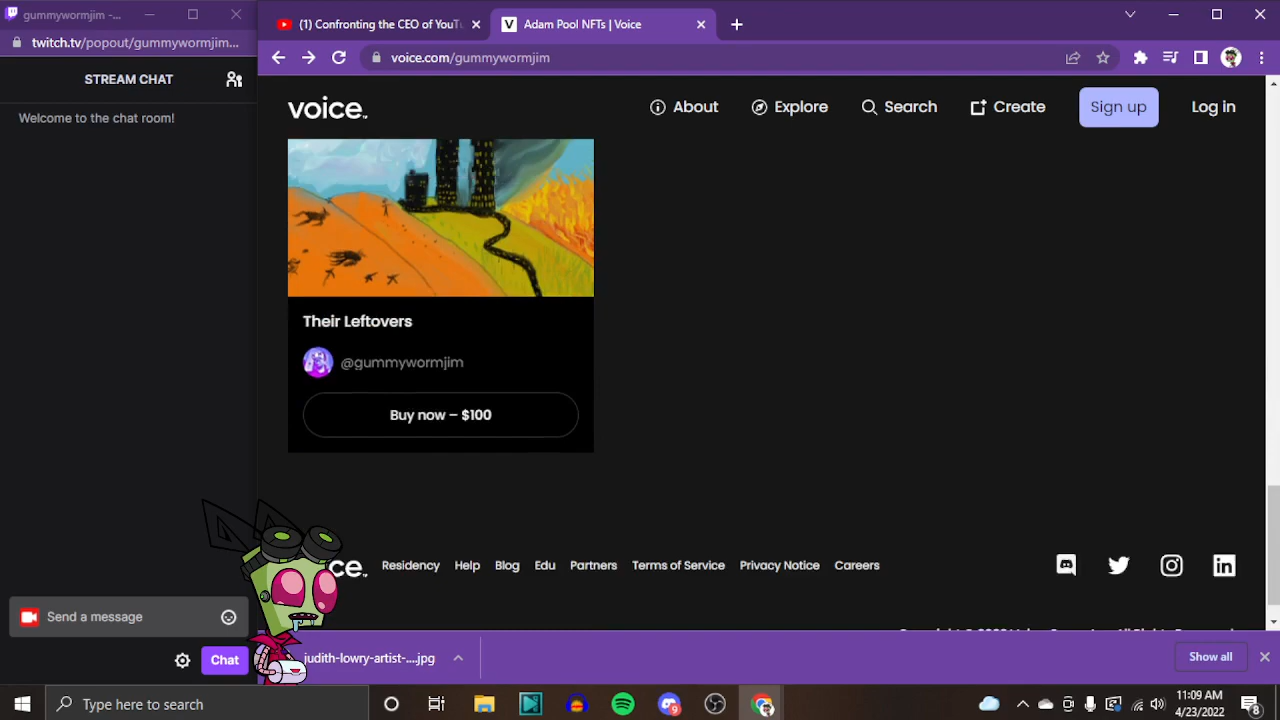 gummywormjim -...
twitch.tv/popout/gummywormjim...
STREAM CHAT
Welcome to the chat room!
Send a message
Chat
(1) Confronting the CEO of YouTu
Adam Pool NFTs | Voice
voice.com/gummywormjim
voice.
About
Explore
Search
Create
Sign up
Log in
Their Leftovers
@gummywormjim
Buy now – $100
Residency
Help
Blog
Edu
Partners
Terms of Service
Privacy Notice
Careers
judith-lowry-artist-....jpg
Show all
Type here to search
9
11:09 AM
4/23/2022
8